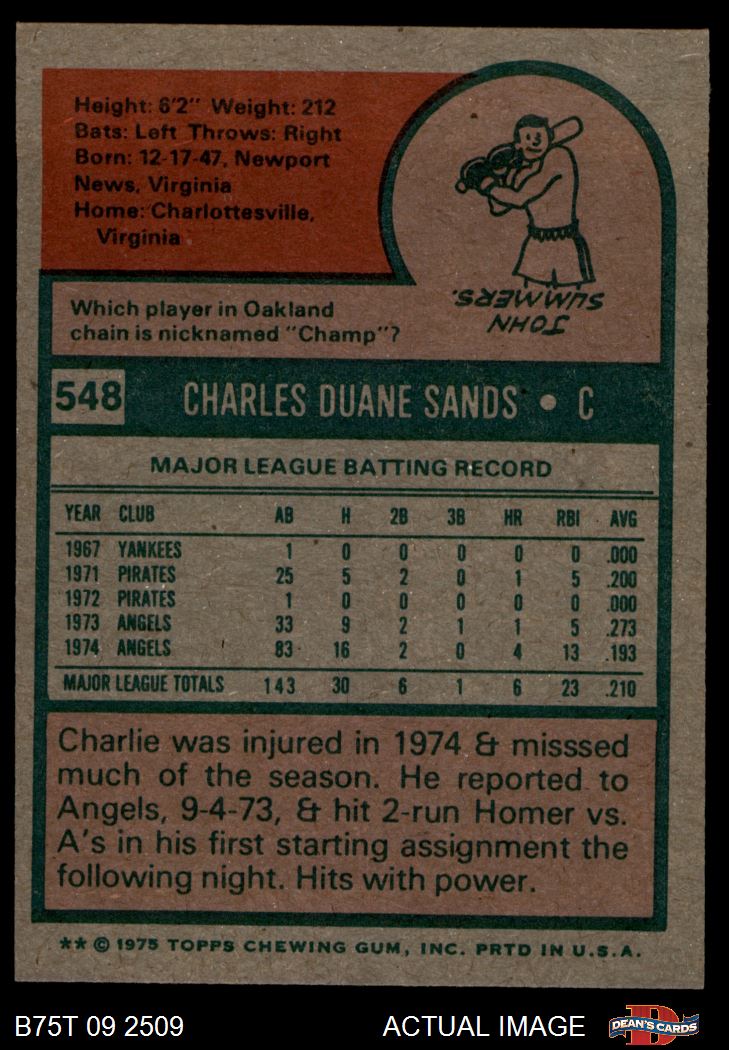 Height: 6'2" Weight: 212
Bats: Left Throws: Right
Born: 12-17-47, Newport
News, Virginia
Home: Charlottesville,
Virginia
Which player in Oakland
chain is nicknamed "Champ"?
JOHN
SUMMERS.
548 CHARLES DUANE SANDS • C
MAJOR LEAGUE BATTING RECORD
YEAR CLUB AB H 2B 3B HR RBI AVG
1967 YANKEES 1 0 0 0 0 0 .000
1971 PIRATES 25 5 2 0 1 5 .200
1972 PIRATES 1 0 0 0 0 0 .000
1973 ANGELS 33 9 2 1 1 5 .273
1974 ANGELS 83 16 2 0 4 13 .193
MAJOR LEAGUE TOTALS 143 30 6 1 6 23 .210
Charlie was injured in 1974 & misssed
much of the season. He reported to
Angels, 9-4-73, & hit 2-run Homer vs.
A's in his first starting assignment the
following night. Hits with power.
** © 1975 TOPPS CHEWING GUM, INC. PRTD IN U.S.A.
B75T 09 2509 ACTUAL IMAGE D DEAN'S CARDS